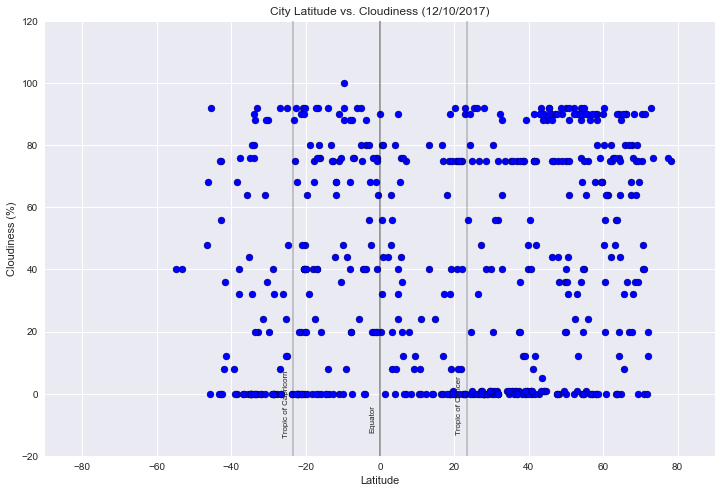 City Latitude vs. Cloudiness (12/10/2017)
120
100
80
60
40
20
0
−20
Cloudiness (%)
Tropic of Capricorn
Equator
Tropic of Cancer
−80
−60
−40
−20
0
20
40
60
80
Latitude